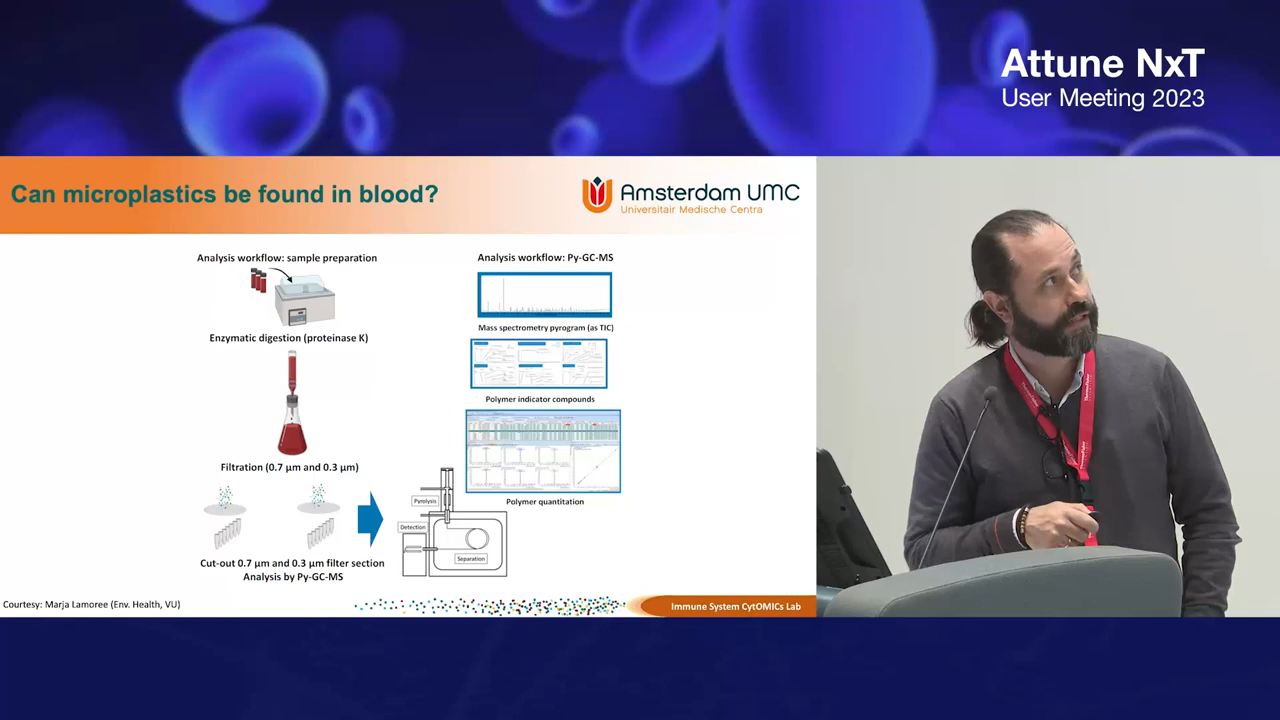 Attune NxT
User Meeting 2023
Can microplastics be found in blood?
Amsterdam UMC
Universitair Medische Centra
Analysis workflow: sample preparation
Enzymatic digestion (proteinase K)
Filtration (0.7 µm and 0.3 µm)
Cut-out 0.7 µm and 0.3 µm filter section
Analysis by Py-GC-MS
Analysis workflow: Py-GC-MS
Mass spectrometry pyrogram (as TIC)
Polymer indicator compounds
Polymer quantitation
Pyrolysis
Detection
Separation
Courtesy: Marja Lamoree (Env. Health, VU)
Immune System CytOMICs Lab